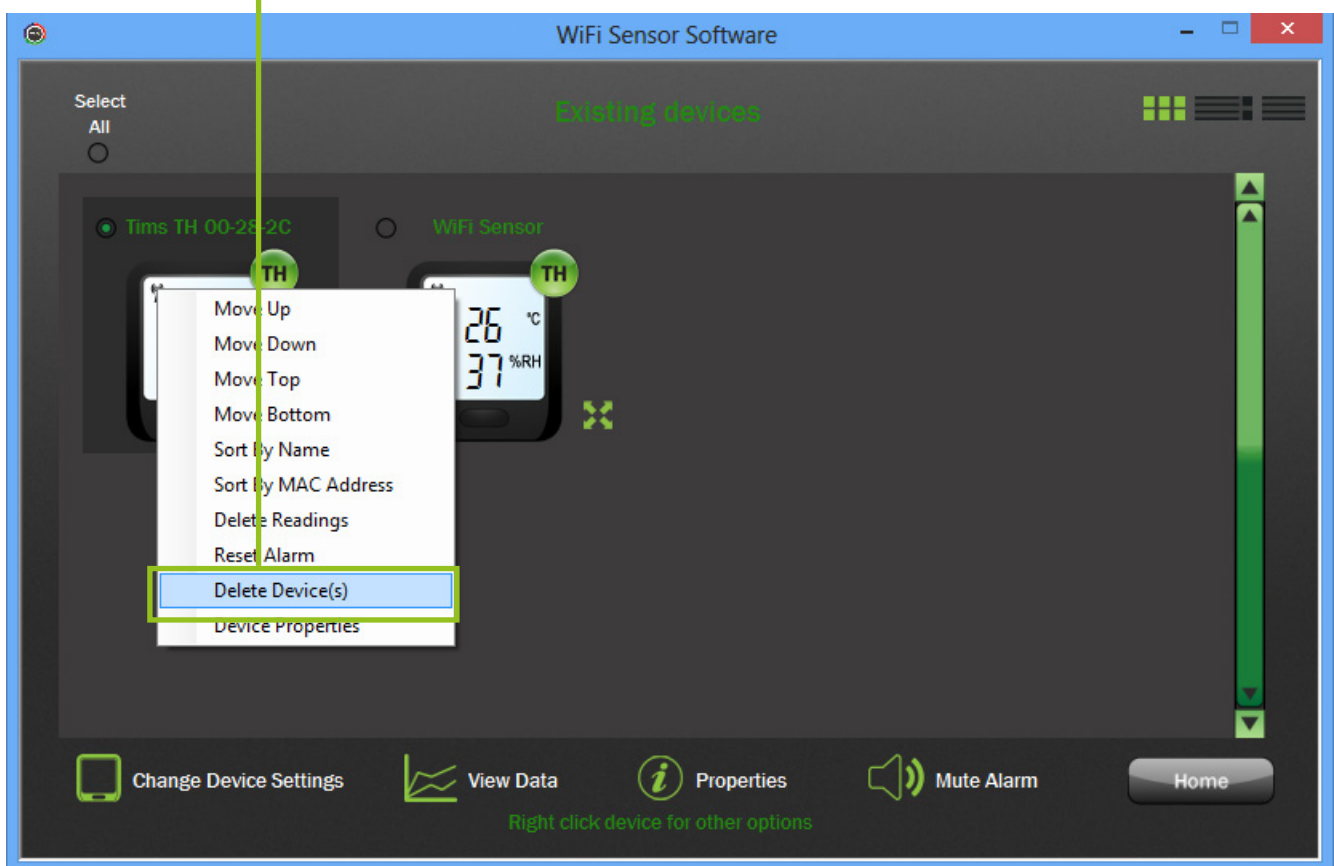 WiFi Sensor Software
Select
All
Existing devices
Tims TH 00-28-2C
WiFi Sensor
TH
TH
26 °C
37 %RH
Move Up
Move Down
Move Top
Move Bottom
Sort By Name
Sort By MAC Address
Delete Readings
Reset Alarm
Delete Device(s)
Device Properties
Change Device Settings
View Data
i
Properties
Mute Alarm
Home
Right click device for other options